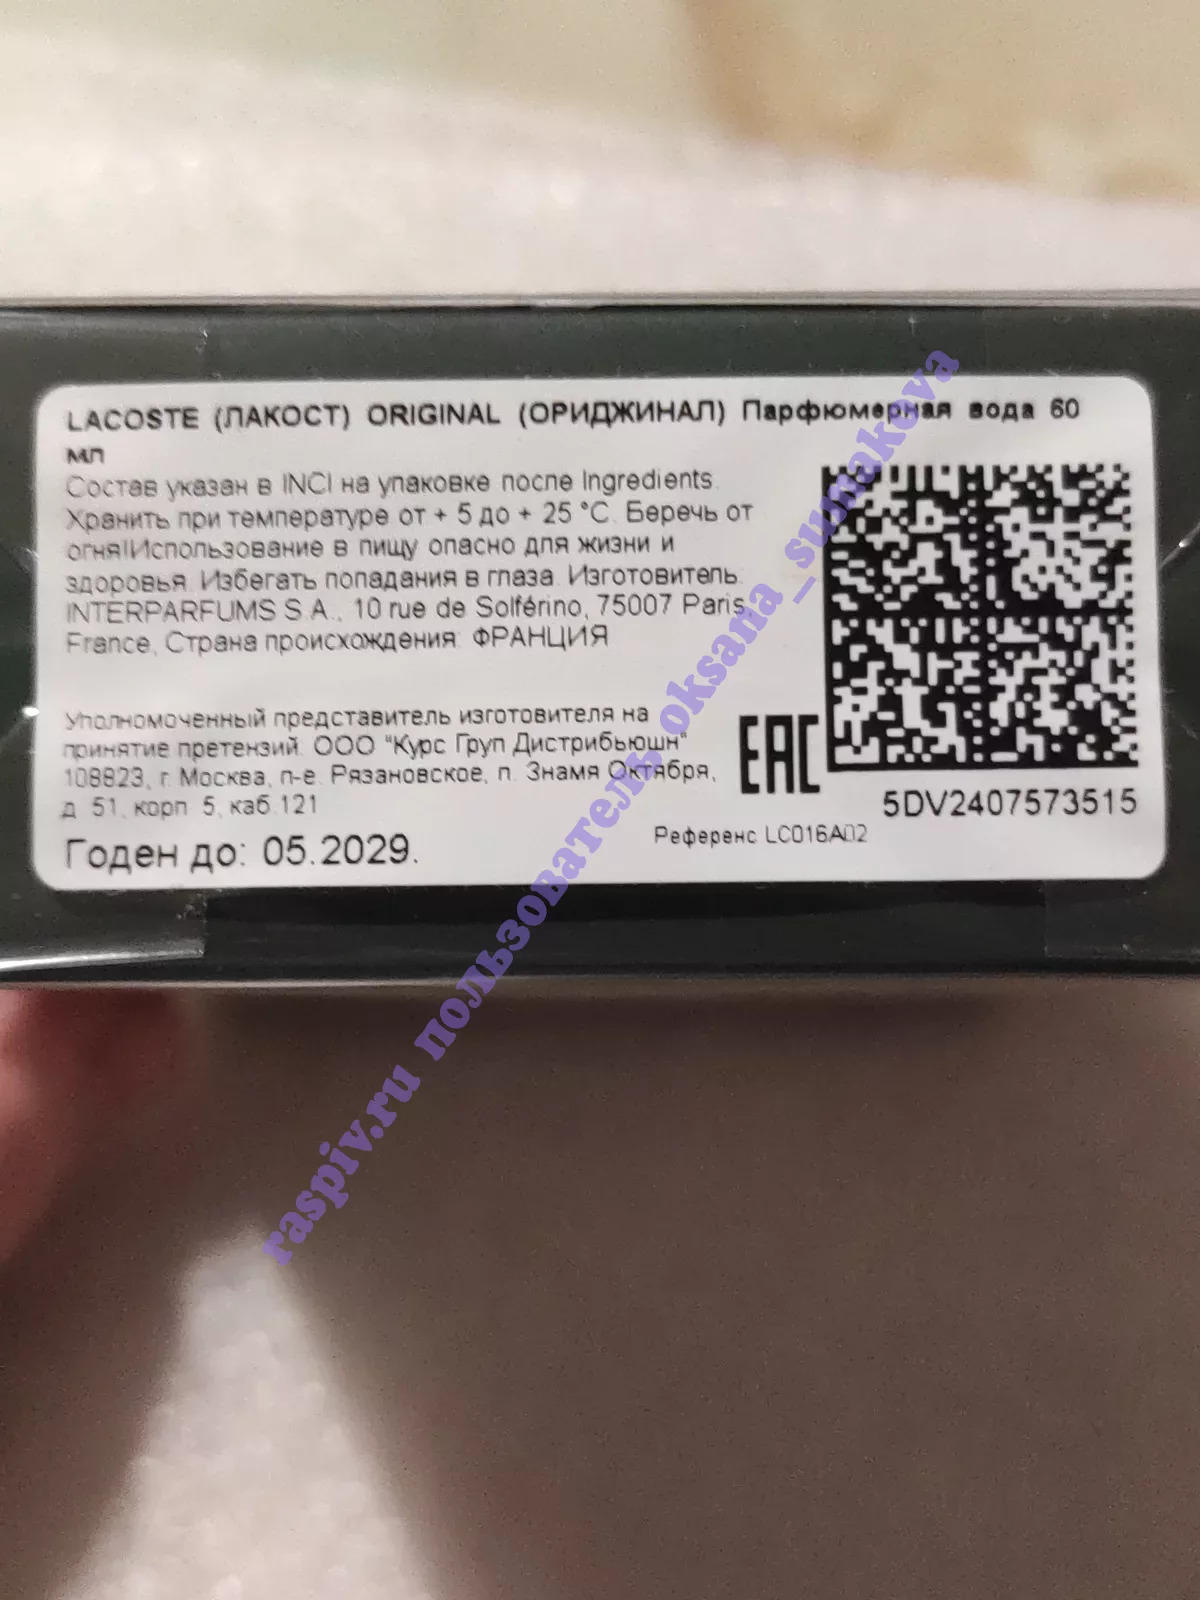 LACOSTE (ЛАКОСТ) ORIGINAL (ОРИДЖИНАЛ) Парфюмерная вода 60
мл
Состав указан в INCI на упаковке после Ingredients.
Хранить при температуре от + 5 до + 25 °С. Беречь от
огня!Использование в пищу опасно для жизни и
здоровья. Избегать попадания в глаза. Изготовитель:
INTERPARFUMS S.A., 10 rue de Solférino, 75007 Paris,
France, Страна происхождения: ФРАНЦИЯ
Уполномоченный представитель изготовителя на
принятие претензий: ООО "Курс Груп Дистрибьюшн"
108823, г. Москва, п-е. Рязановское, п. Знамя Октября,
д. 51, корп. 5, каб.121
Годен до: 05.2029.
EAC
5DV2407573515
Референс LC016A02
raspiv.ru пользователь oksana_sumakova